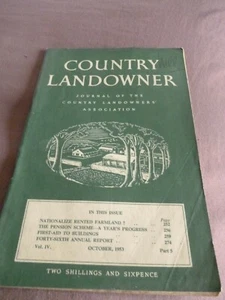 COUNTRY
LANDOWNER
JOURNAL OF THE
COUNTRY LANDOWNERS'
ASSOCIATION
IN THIS ISSUE
Page
NATIONALIZE RENTED FARMLAND ?
THE PENSION SCHEME—A YEAR'S PROGRESS
FIRST-AID TO BUILDINGS
FORTY-SIXTH ANNUAL REPORT
Vol. IV. OCTOBER, 1953 Part 5
TWO SHILLINGS AND SIXPENCE